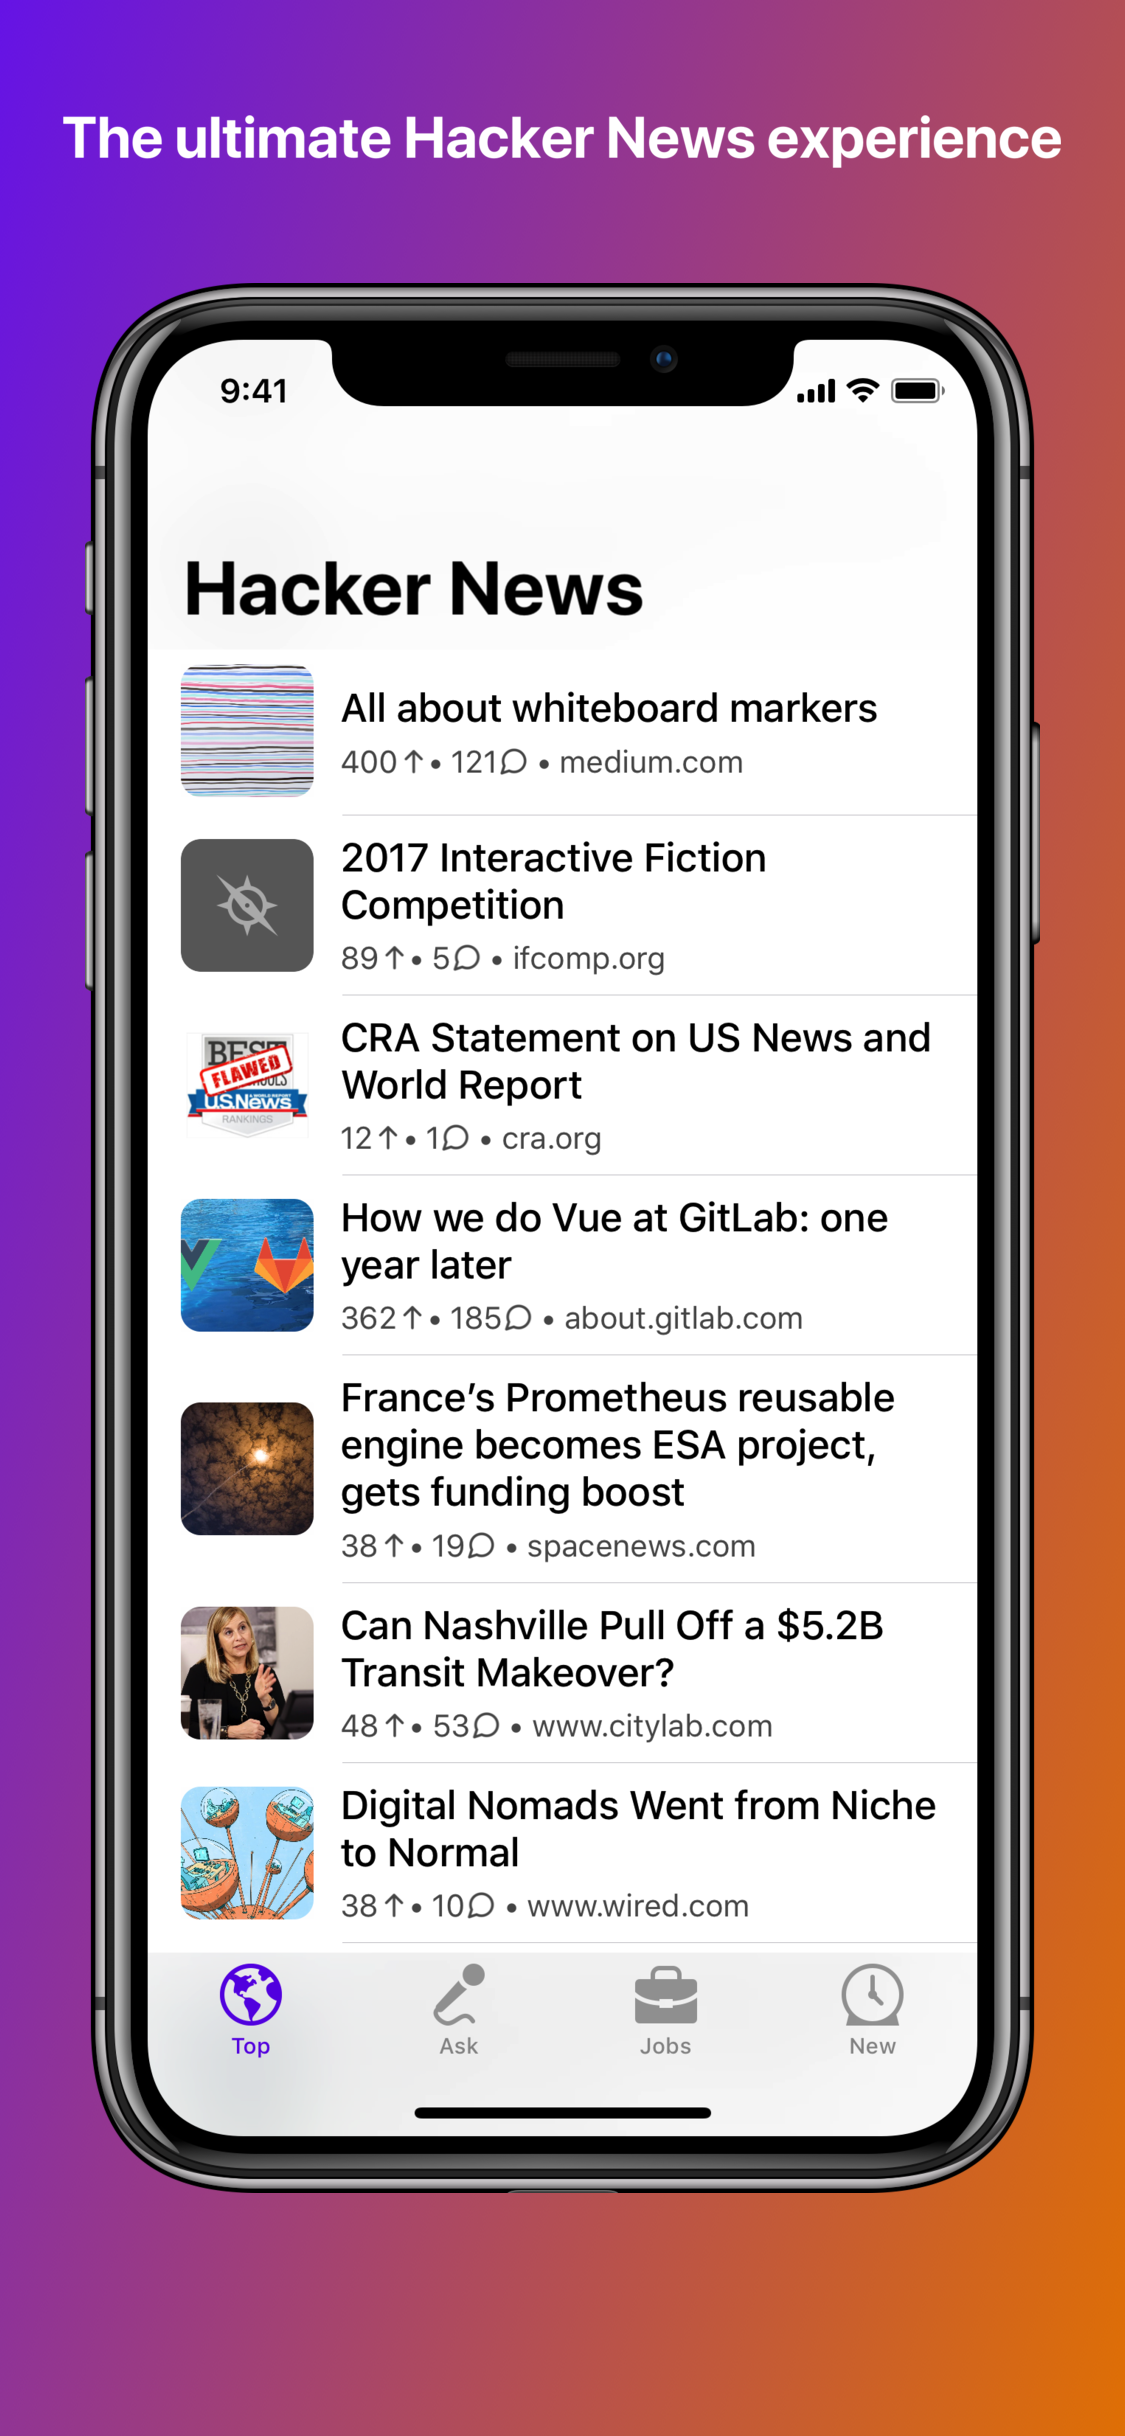 The ultimate Hacker News experience
9:41
Hacker News
All about whiteboard markers
400↑ • 121 • medium.com
2017 Interactive Fiction
Competition
89↑ • 5 • ifcomp.org
BEST
FLAWED
OOLS
U.S.News
RANKINGS
CRA Statement on US News and
World Report
12↑ • 1 • cra.org
How we do Vue at GitLab: one
year later
362↑ • 185 • about.gitlab.com
France’s Prometheus reusable
engine becomes ESA project,
gets funding boost
38↑ • 19 • spacenews.com
Can Nashville Pull Off a $5.2B
Transit Makeover?
48↑ • 53 • www.citylab.com
Digital Nomads Went from Niche
to Normal
38↑ • 10 • www.wired.com
Top
Ask
Jobs
New